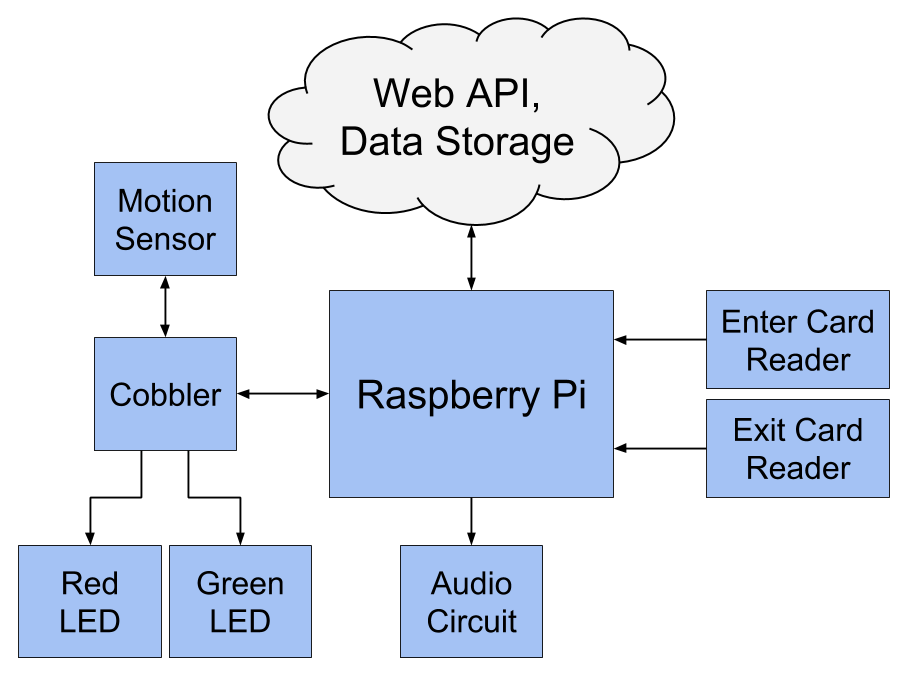 Web API,
Data Storage
Motion
Sensor
Enter Card
Reader
Cobbler
Raspberry Pi
Exit Card
Reader
Red
LED
Green
LED
Audio
Circuit